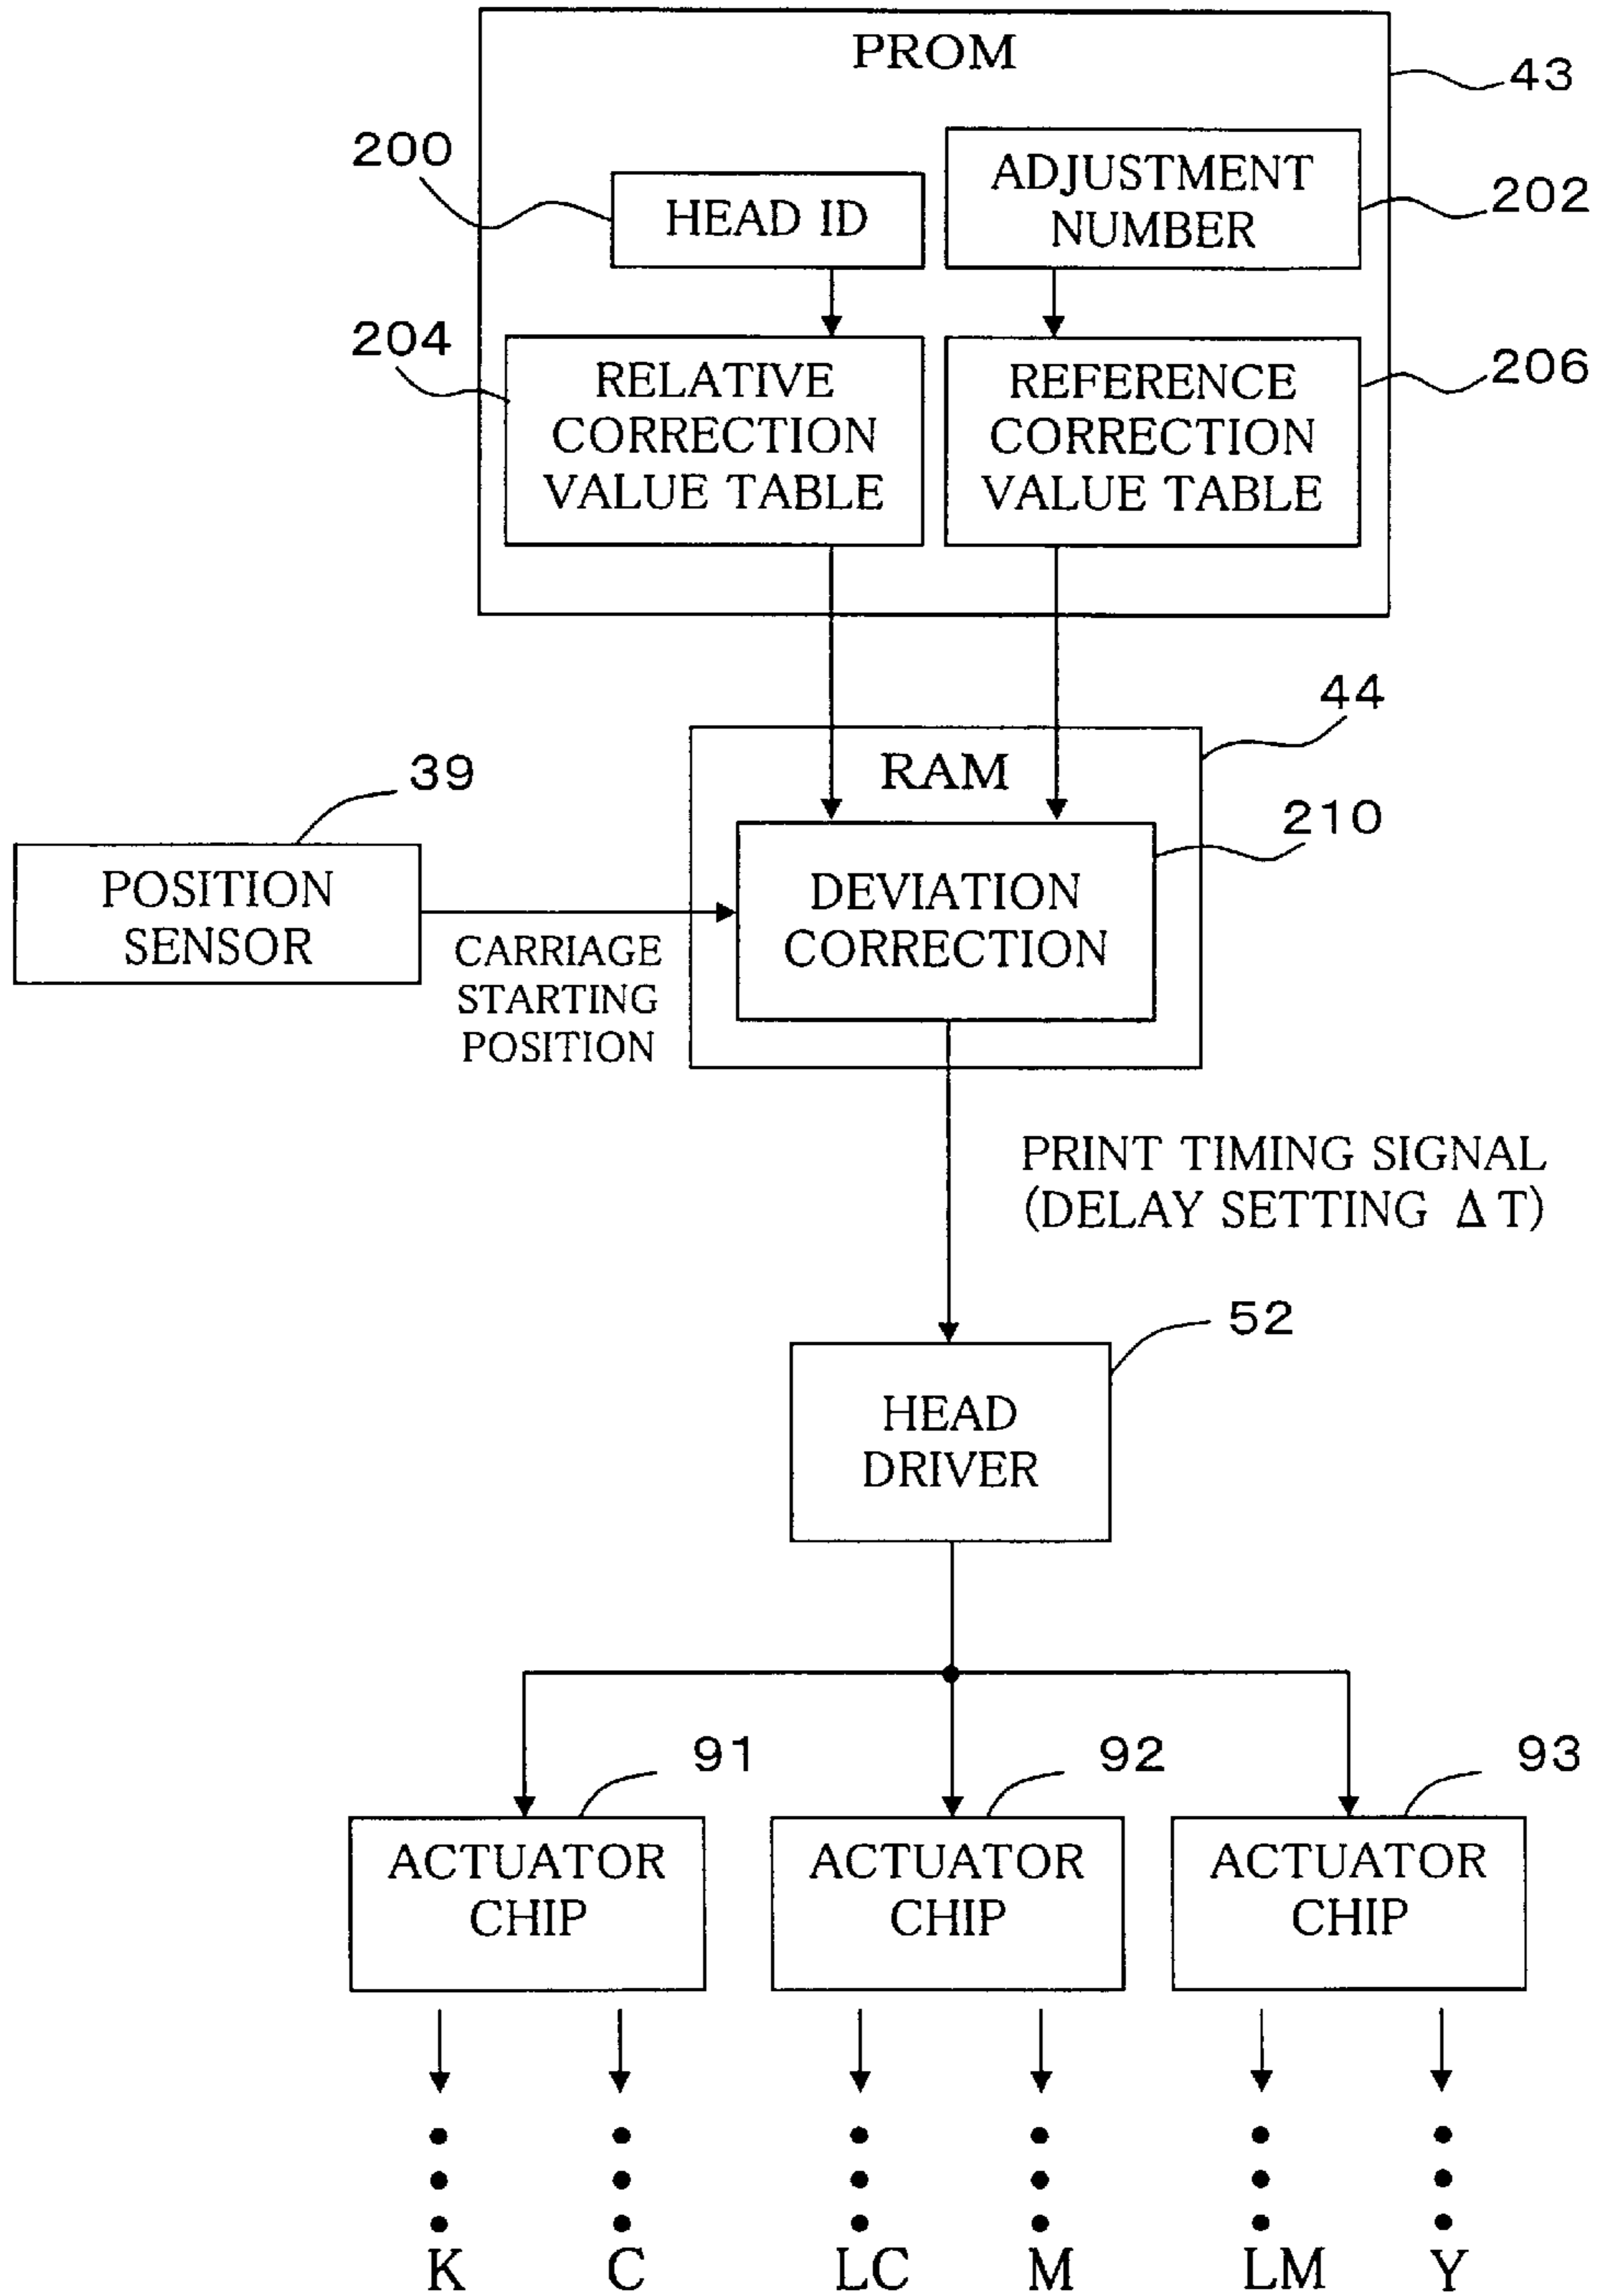 PROM
43
200
HEAD ID
ADJUSTMENT
NUMBER
202
204
RELATIVE
CORRECTION
VALUE TABLE
REFERENCE
CORRECTION
VALUE TABLE
206
44
RAM
39
210
POSITION
SENSOR
CARRIAGE
STARTING
POSITION
DEVIATION
CORRECTION
PRINT TIMING SIGNAL
(DELAY SETTING ΔT)
52
HEAD
DRIVER
91
92
93
ACTUATOR
CHIP
ACTUATOR
CHIP
ACTUATOR
CHIP
K
C
LC
M
LM
Y